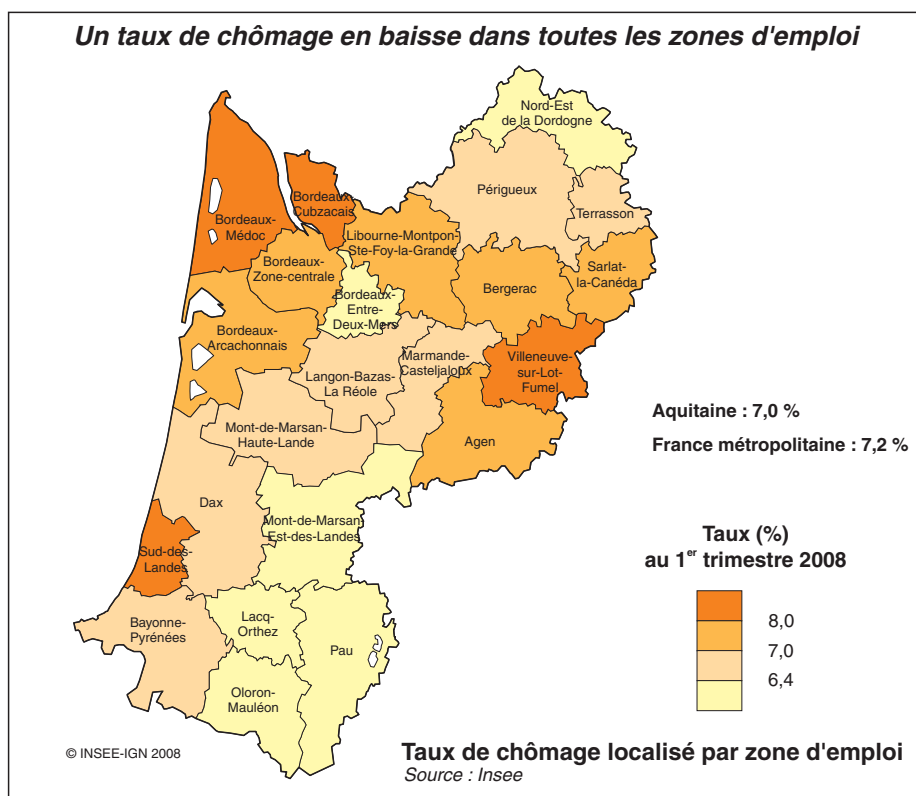 Un taux de chômage en baisse dans toutes les zones d'emploi
Nord-Est
de la Dordogne
Périgueux
Terrasson
Bordeaux-
Cubzacais
Bordeaux-
Médoc
Libourne-Montpon-
Ste-Foy-la-Grande
Bordeaux-
Zone-centrale
Sarlat-
la-Canéda
Bergerac
Bordeaux-
Entre-
Deux-Mers
Bordeaux-
Arcachonnais
Marmande-
Casteljaloux
Villeneuve-
sur-Lot-
Fumel
Langon-Bazas-
La Réole
Mont-de-Marsan-
Haute-Lande
Agen
Aquitaine : 7,0 %
France métropolitaine : 7,2 %
Dax
Mont-de-Marsan-
Est-des-Landes
Sud-des-
Landes
Taux (%)
au 1er trimestre 2008
8,0
7,0
6,4
Bayonne-
Pyrénées
Lacq-
Orthez
Pau
Oloron-
Mauléon
© INSEE-IGN 2008
Taux de chômage localisé par zone d'emploi
Source : Insee